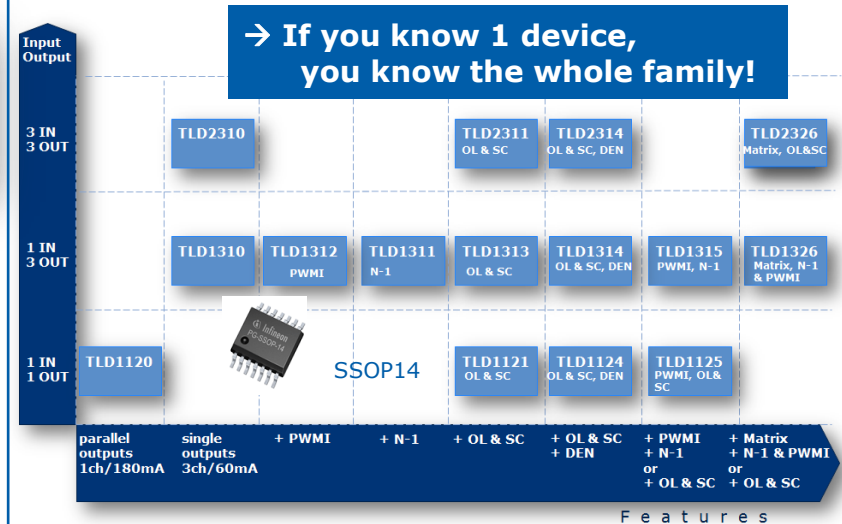 → If you know 1 device,
you know the whole family!
Input
Output
3 IN
3 OUT
TLD2310
TLD2311
OL & SC
TLD2314
OL & SC, DEN
TLD2326
Matrix, OL&SC
1 IN
3 OUT
TLD1310
TLD1312
PWMI
TLD1311
N-1
TLD1313
OL & SC
TLD1314
OL & SC, DEN
TLD1315
PWMI, N-1
TLD1326
Matrix, N-1
& PWMI
Infineon
PG-SSOP-14
SSOP14
1 IN
1 OUT
TLD1120
TLD1121
OL & SC
TLD1124
OL & SC, DEN
TLD1125
PWMI, OL&
SC
parallel
outputs
1ch/180mA
single
outputs
3ch/60mA
+ PWMI
+ N-1
+ OL & SC
+ OL & SC
+ DEN
+ PWMI
+ N-1
or
+ OL & SC
+ Matrix
+ N-1 & PWMI
or
+ OL & SC
Features